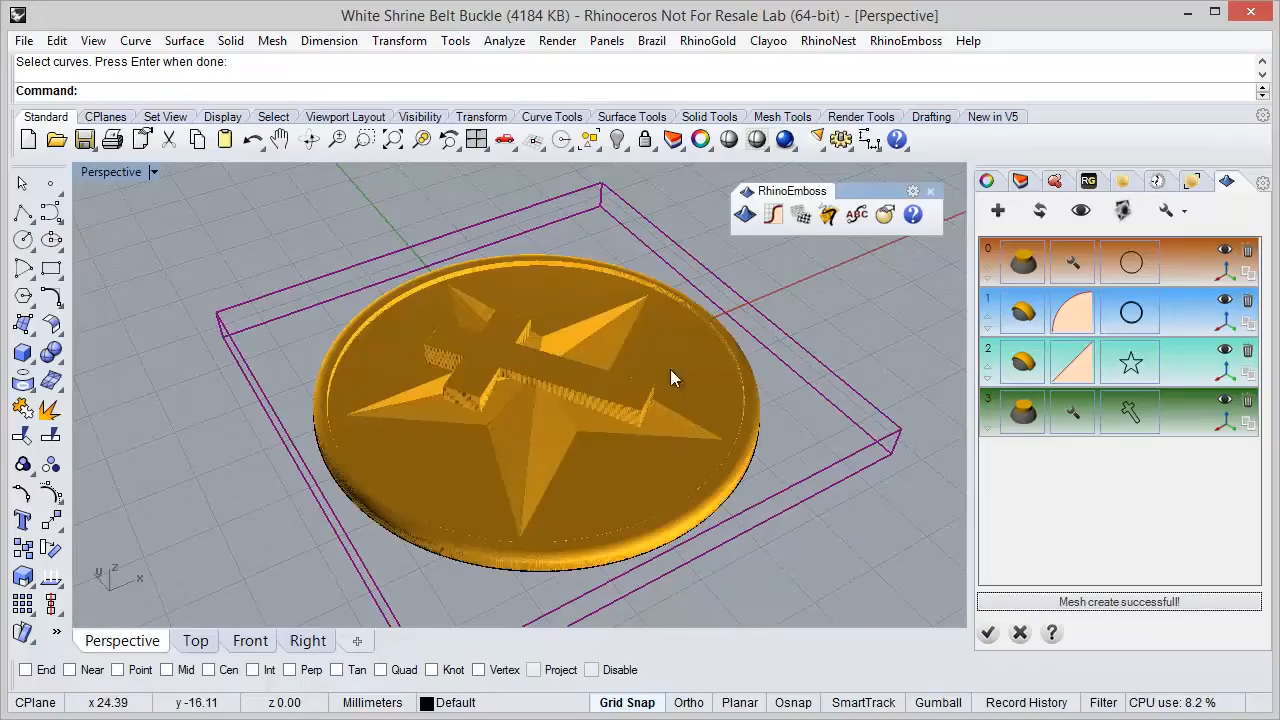 White Shrine Belt Buckle (4184 KB) - Rhinoceros Not For Resale Lab (64-bit) - [Perspective]
File Edit View Curve Surface Solid Mesh Dimension Transform Tools Analyze Render Panels Brazil RhinoGold Clayoo RhinoNest RhinoEmboss Help
Select curves. Press Enter when done:
Command:
Standard CPlanes Set View Display Select Viewport Layout Visibility Transform Curve Tools Surface Tools Solid Tools Mesh Tools Render Tools Drafting New in V5
Perspective
RhinoEmboss
ABC
RG
0
1
2
3
y z x
Mesh create successfull!
Perspective Top Front Right
End Near Point Mid Cen Int Perp Tan Quad Knot Vertex Project Disable
CPlane x 24.39 y -16.11 z 0.00 Millimeters Default Grid Snap Ortho Planar Osnap SmartTrack Gumball Record History Filter CPU use: 8.2 %